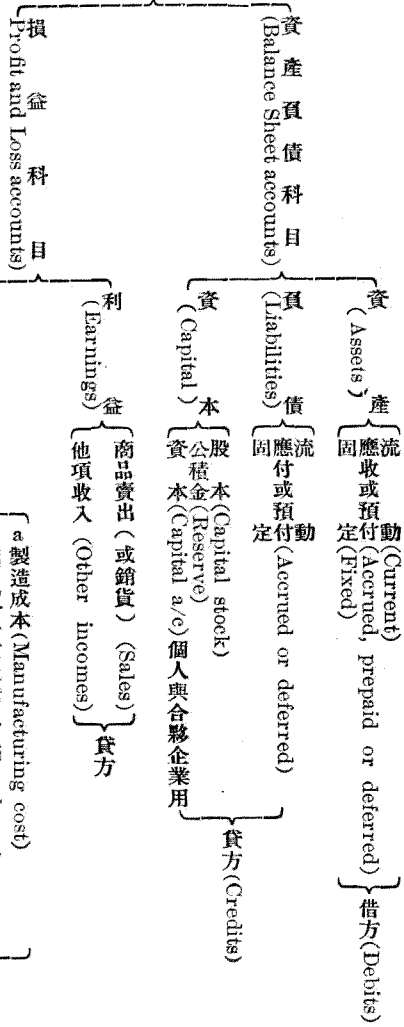 資產負債科目
(Balance Sheet accounts)
資產
(Assets)
流動(Current)
應收或預付(Accrued, prepaid or deferred)
固定(Fixed)
借方(Debits)
負債
(Liabilities)
流動
應付或預付(Accrued or deferred)
固定
資本
(Capital)
股本(Capital stock)
公積金(Reserve)
資本(Capital a/c)個人與合夥企業用
貸方(Credits)
損益科目
Profit and Loss accounts)
利益
(Earnings)
商品賣出(或銷貨) (Sales)
他項收入 (Other incomes)
貸方
a製造成本(Manufacturing cost)